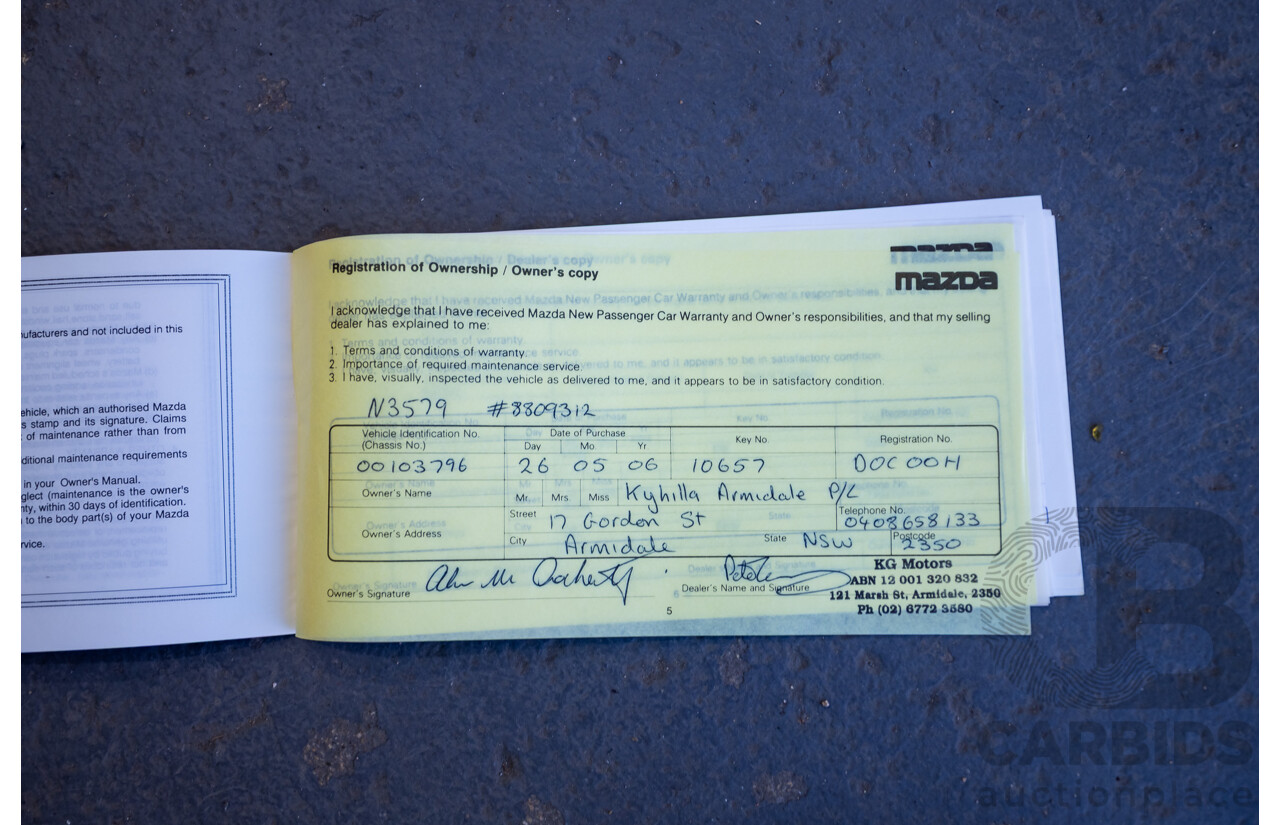 nufacturers and not included in this
ehicle, which an authorised Mazda
s stamp and its signature. Claims
of maintenance rather than from
ditional maintenance requirements
in your Owner's Manual.
glect (maintenance is the owner's
nty, within 30 days of identification.
to the body part(s) of your Mazda
rvice.
Registration of Ownership / Owner's copy
mazda
I acknowledge that I have received Mazda New Passenger Car Warranty and Owner's responsibilities, and that my selling
dealer has explained to me:
1. Terms and conditions of warranty.
2. Importance of required maintenance service.
3. I have, visually, inspected the vehicle as delivered to me, and it appears to be in satisfactory condition.
N3579 #8809312
Vehicle Identification No. (Chassis No.) Date of Purchase Day Mo. Yr Key No. Registration No.
00103796 26 05 06 10657 DOC 00H
Owner's Name Mr. Mrs. Miss Kyhilla Armidale P/L
Owner's Address Street 17 Gordon St Telephone No. 0408658133
City Armidale State NSW Postcode 2350
Owner's Signature Dealer's Name and Signature
KG Motors
ABN 12 001 320 832
121 Marsh St, Armidale, 2350
Ph (02) 6772 3580
5
CARBIDS
auctionplace